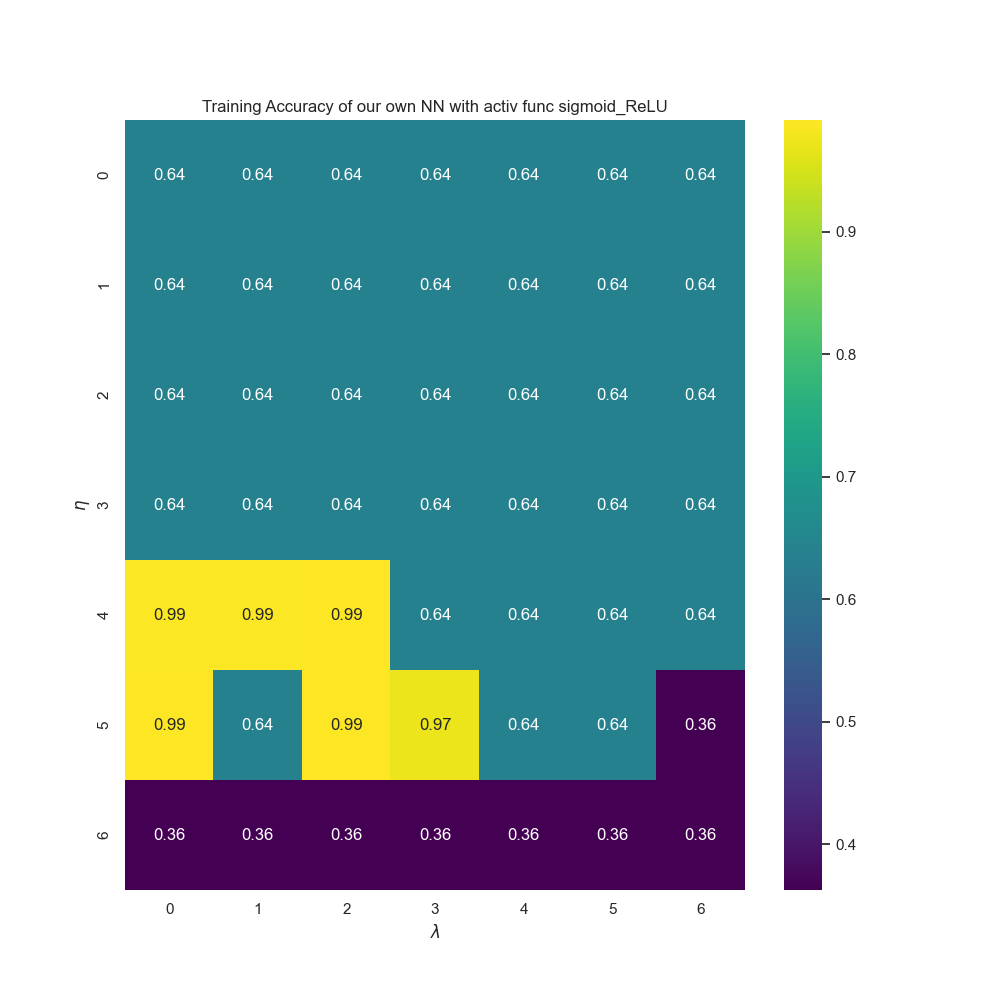 Training Accuracy of our own NN with activ func sigmoid_ReLU
0 0.64 0.64 0.64 0.64 0.64 0.64 0.64
1 0.64 0.64 0.64 0.64 0.64 0.64 0.64
2 0.64 0.64 0.64 0.64 0.64 0.64 0.64
η
3 0.64 0.64 0.64 0.64 0.64 0.64 0.64
4 0.99 0.99 0.99 0.64 0.64 0.64 0.64
5 0.99 0.64 0.99 0.97 0.64 0.64 0.36
6 0.36 0.36 0.36 0.36 0.36 0.36 0.36
0 1 2 3 4 5 6
λ
0.9
0.8
0.7
0.6
0.5
0.4